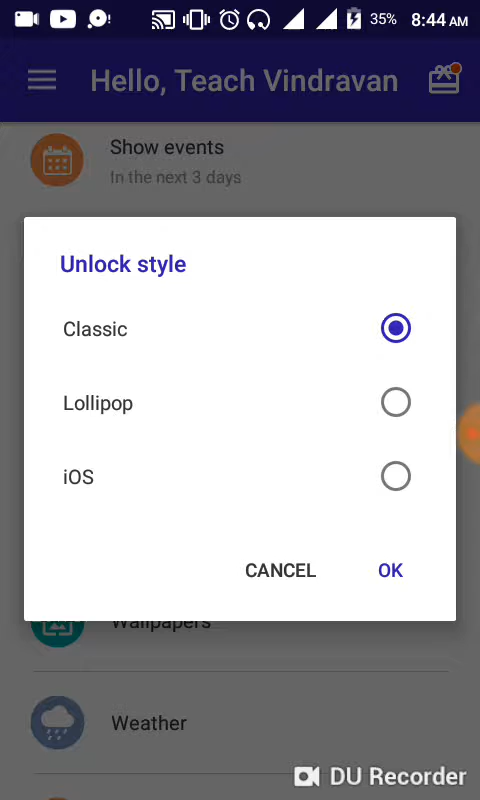 35% 8:44 AM
Hello, Teach Vindravan
Show events
In the next 3 days
Unlock style
Classic
Lollipop
iOS
CANCEL OK
Wallpapers
Weather
DU Recorder